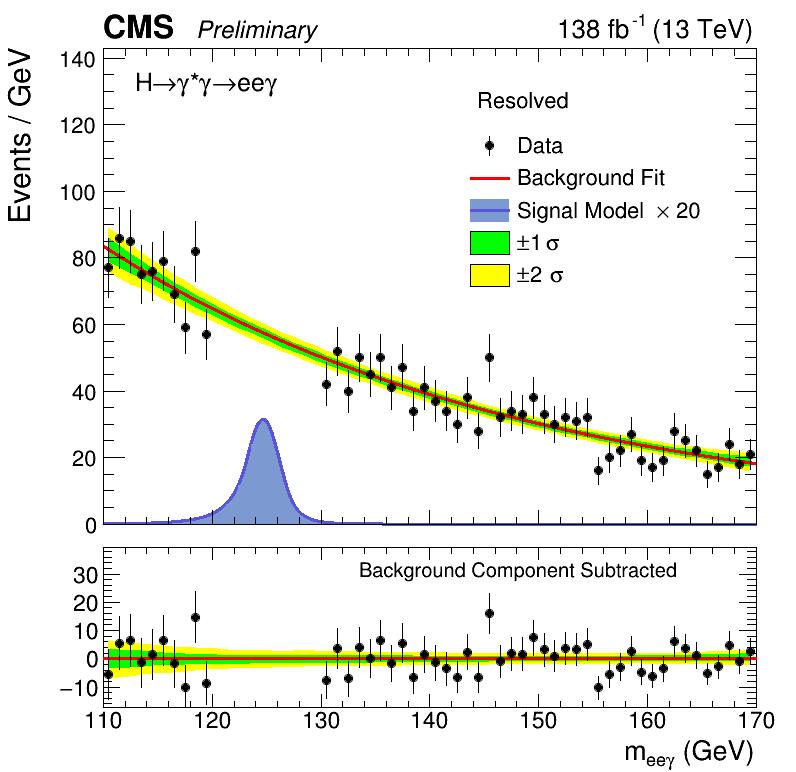 CMS Preliminary 138 fb⁻¹ (13 TeV)
Events / GeV
140
120
100
80
60
40
20
0
H→γ*γ→eeγ
Resolved
Data
Background Fit
Signal Model × 20
±1 σ
±2 σ
Background Component Subtracted
30
20
10
0
−10
110 120 130 140 150 160 170
m_eeγ (GeV)